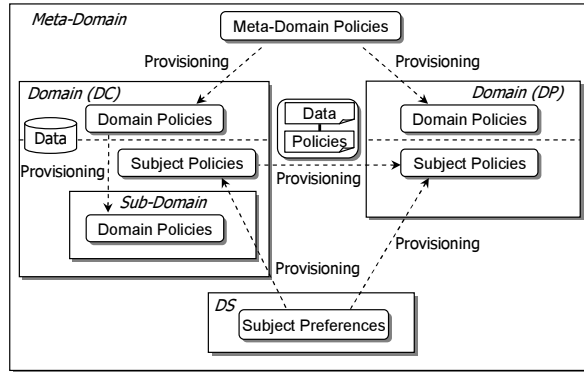 Meta-Domain
Meta-Domain Policies
Provisioning
Provisioning
Domain (DC)
Domain Policies
Data
Provisioning
Subject Policies
Sub-Domain
Domain Policies
Data
Policies
Provisioning
Domain (DP)
Domain Policies
Subject Policies
Provisioning
Provisioning
DS
Subject Preferences